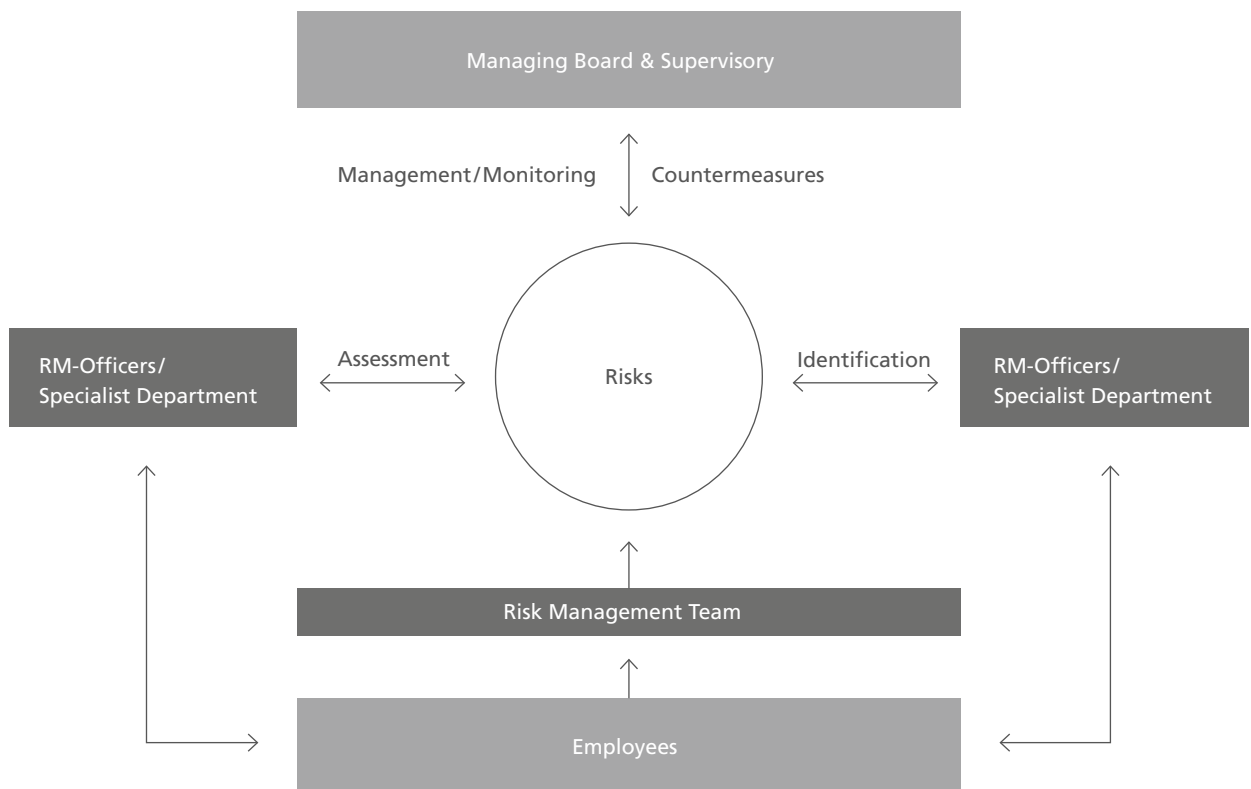 Managing Board & Supervisory
Management/Monitoring
Countermeasures
RM-Officers/
Specialist Department
Assessment
Risks
Identification
RM-Officers/
Specialist Department
Risk Management Team
Employees